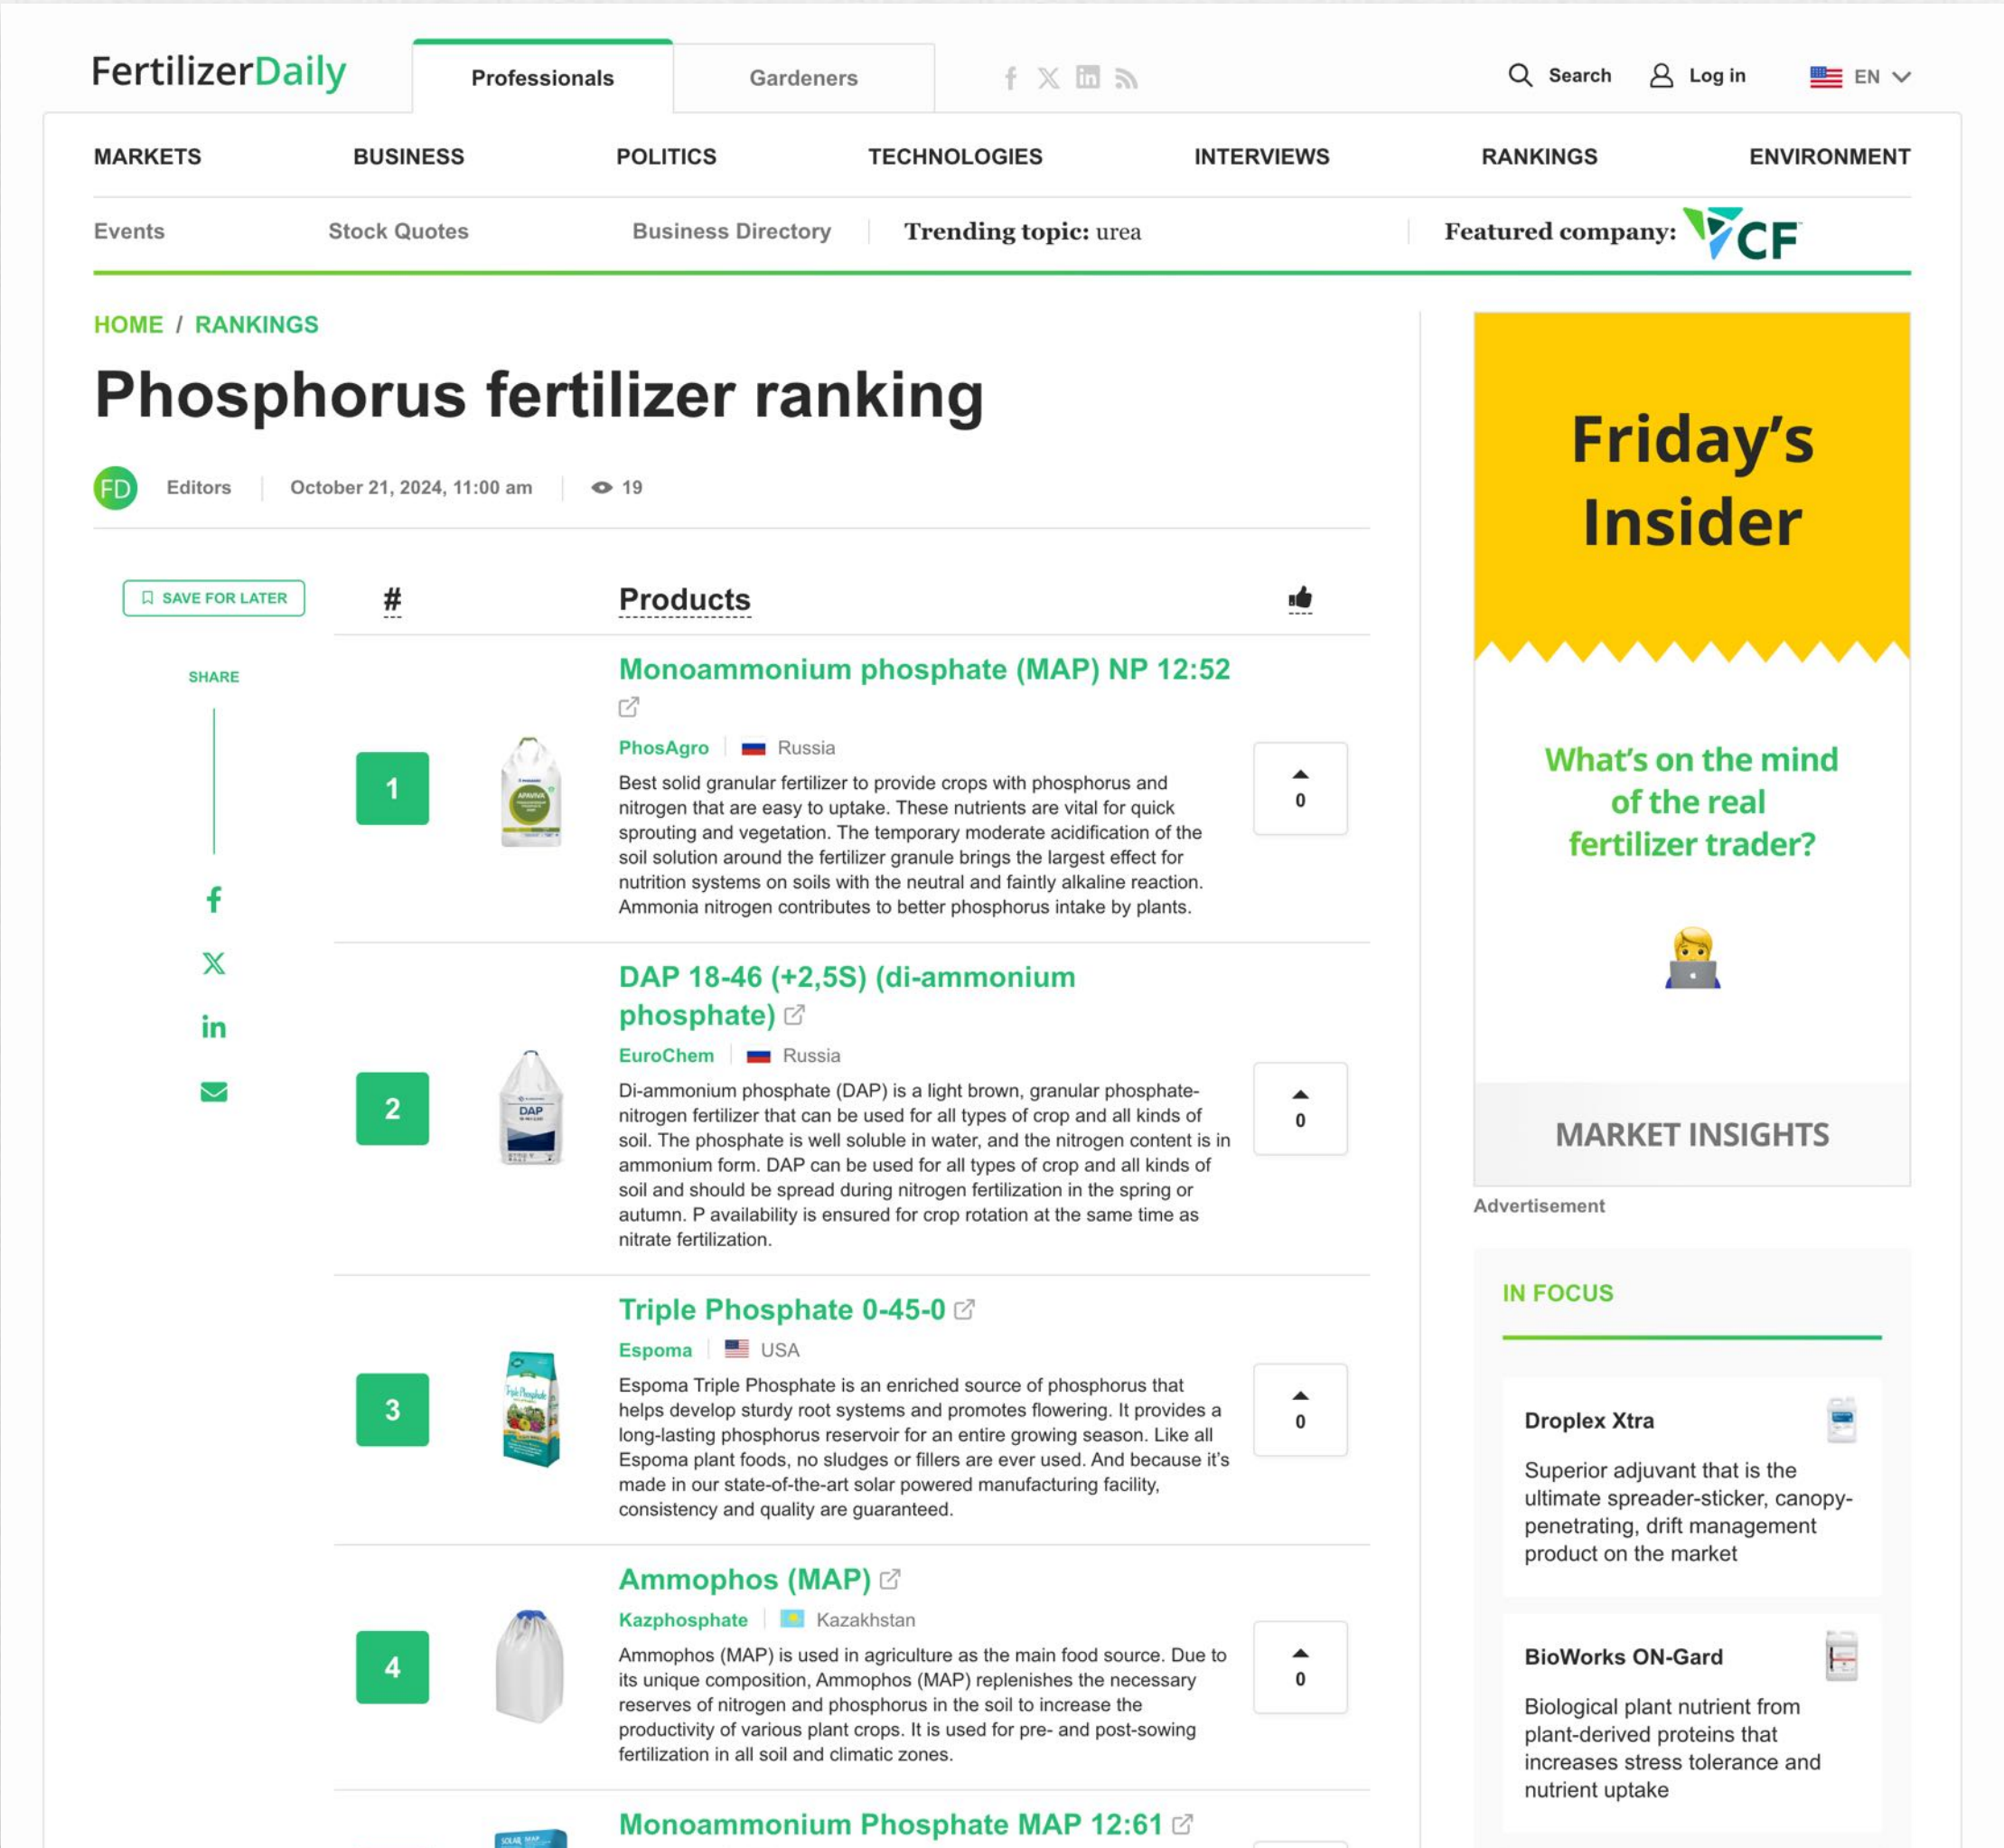 FertilizerDaily
Professionals
Gardeners
Search
Log in
EN
MARKETS
BUSINESS
POLITICS
TECHNOLOGIES
INTERVIEWS
RANKINGS
ENVIRONMENT
Events
Stock Quotes
Business Directory
Trending topic: urea
Featured company:
CF
HOME / RANKINGS
Phosphorus fertilizer ranking
FD
Editors
October 21, 2024, 11:00 am
19
SAVE FOR LATER
SHARE
#
Products
1
APAVIVA
Monoammonium phosphate (MAP) NP 12:52
PhosAgro
Russia
Best solid granular fertilizer to provide crops with phosphorus and
nitrogen that are easy to uptake. These nutrients are vital for quick
sprouting and vegetation. The temporary moderate acidification of the
soil solution around the fertilizer granule brings the largest effect for
nutrition systems on soils with the neutral and faintly alkaline reaction.
Ammonia nitrogen contributes to better phosphorus intake by plants.
0
2
DAP
DAP 18-46 (+2,5S) (di-ammonium
phosphate)
EuroChem
Russia
Di-ammonium phosphate (DAP) is a light brown, granular phosphate-
nitrogen fertilizer that can be used for all types of crop and all kinds of
soil. The phosphate is well soluble in water, and the nitrogen content is in
ammonium form. DAP can be used for all types of crop and all kinds of
soil and should be spread during nitrogen fertilization in the spring or
autumn. P availability is ensured for crop rotation at the same time as
nitrate fertilization.
0
3
Triple Phosphate
Triple Phosphate 0-45-0
Espoma
USA
Espoma Triple Phosphate is an enriched source of phosphorus that
helps develop sturdy root systems and promotes flowering. It provides a
long-lasting phosphorus reservoir for an entire growing season. Like all
Espoma plant foods, no sludges or fillers are ever used. And because it's
made in our state-of-the-art solar powered manufacturing facility,
consistency and quality are guaranteed.
0
4
Ammophos (MAP)
Kazphosphate
Kazakhstan
Ammophos (MAP) is used in agriculture as the main food source. Due to
its unique composition, Ammophos (MAP) replenishes the necessary
reserves of nitrogen and phosphorus in the soil to increase the
productivity of various plant crops. It is used for pre- and post-sowing
fertilization in all soil and climatic zones.
0
SOLAR MAP
Monoammonium Phosphate MAP 12:61
Friday's
Insider
What's on the mind
of the real
fertilizer trader?
MARKET INSIGHTS
Advertisement
IN FOCUS
Droplex Xtra
Superior adjuvant that is the
ultimate spreader-sticker, canopy-
penetrating, drift management
product on the market
BioWorks ON-Gard
Biological plant nutrient from
plant-derived proteins that
increases stress tolerance and
nutrient uptake